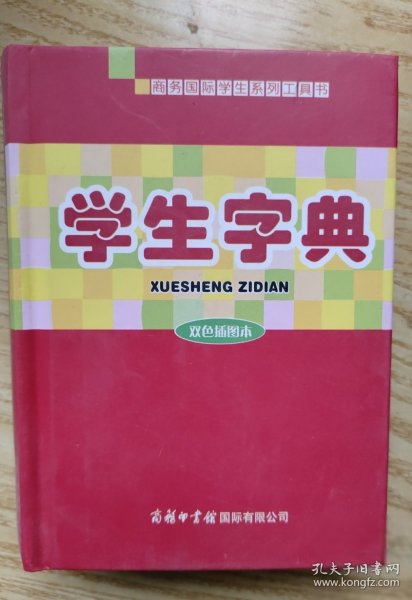 商务国际学生系列工具书
学生字典
XUESHENG ZIDIAN
双色插图本
商务印书馆国际有限公司
孔夫子旧书网
www.kongfz.com